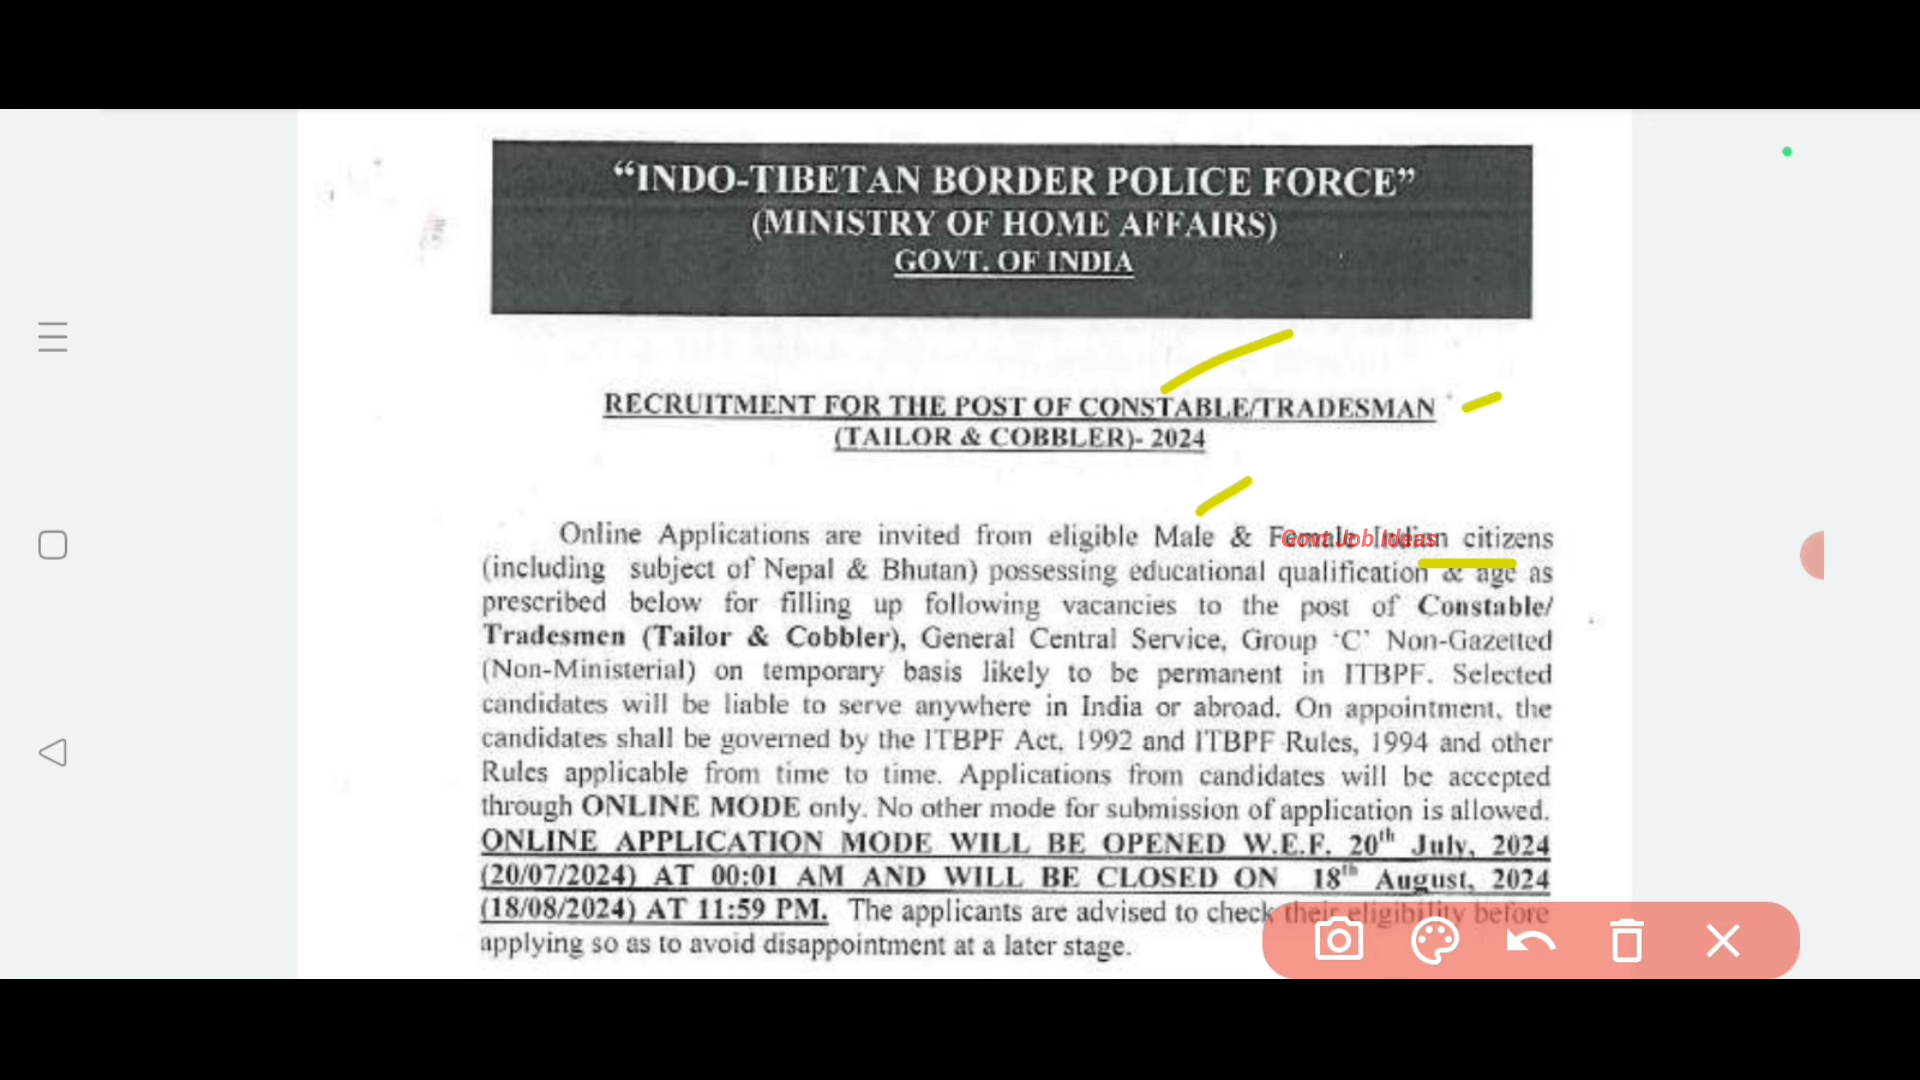 “INDO-TIBETAN BORDER POLICE FORCE”
(MINISTRY OF HOME AFFAIRS)
GOVT. OF INDIA
RECRUITMENT FOR THE POST OF CONSTABLE/TRADESMAN
(TAILOR & COBBLER)- 2024
Online Applications are invited from eligible Male & Female Indian citizens
Govt Job Ideas
(including subject of Nepal & Bhutan) possessing educational qualification & age as
prescribed below for filling up following vacancies to the post of Constable/
Tradesmen (Tailor & Cobbler), General Central Service, Group ‘C’ Non-Gazetted
(Non-Ministerial) on temporary basis likely to be permanent in ITBPF. Selected
candidates will be liable to serve anywhere in India or abroad. On appointment, the
candidates shall be governed by the ITBPF Act, 1992 and ITBPF Rules, 1994 and other
Rules applicable from time to time. Applications from candidates will be accepted
through ONLINE MODE only. No other mode for submission of application is allowed.
ONLINE APPLICATION MODE WILL BE OPENED W.E.F. 20th July, 2024
(20/07/2024) AT 00:01 AM AND WILL BE CLOSED ON 18th August, 2024
(18/08/2024) AT 11:59 PM. The applicants are advised to check their eligibility before
applying so as to avoid disappointment at a later stage.